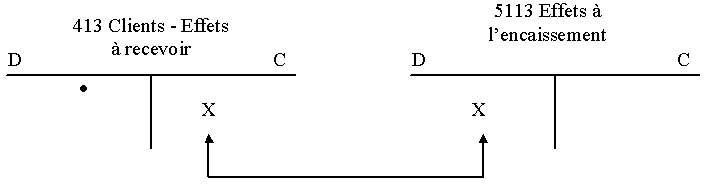 413 Clients - Effets
à recevoir
D C
X
5113 Effets à
l'encaissement
D C
X